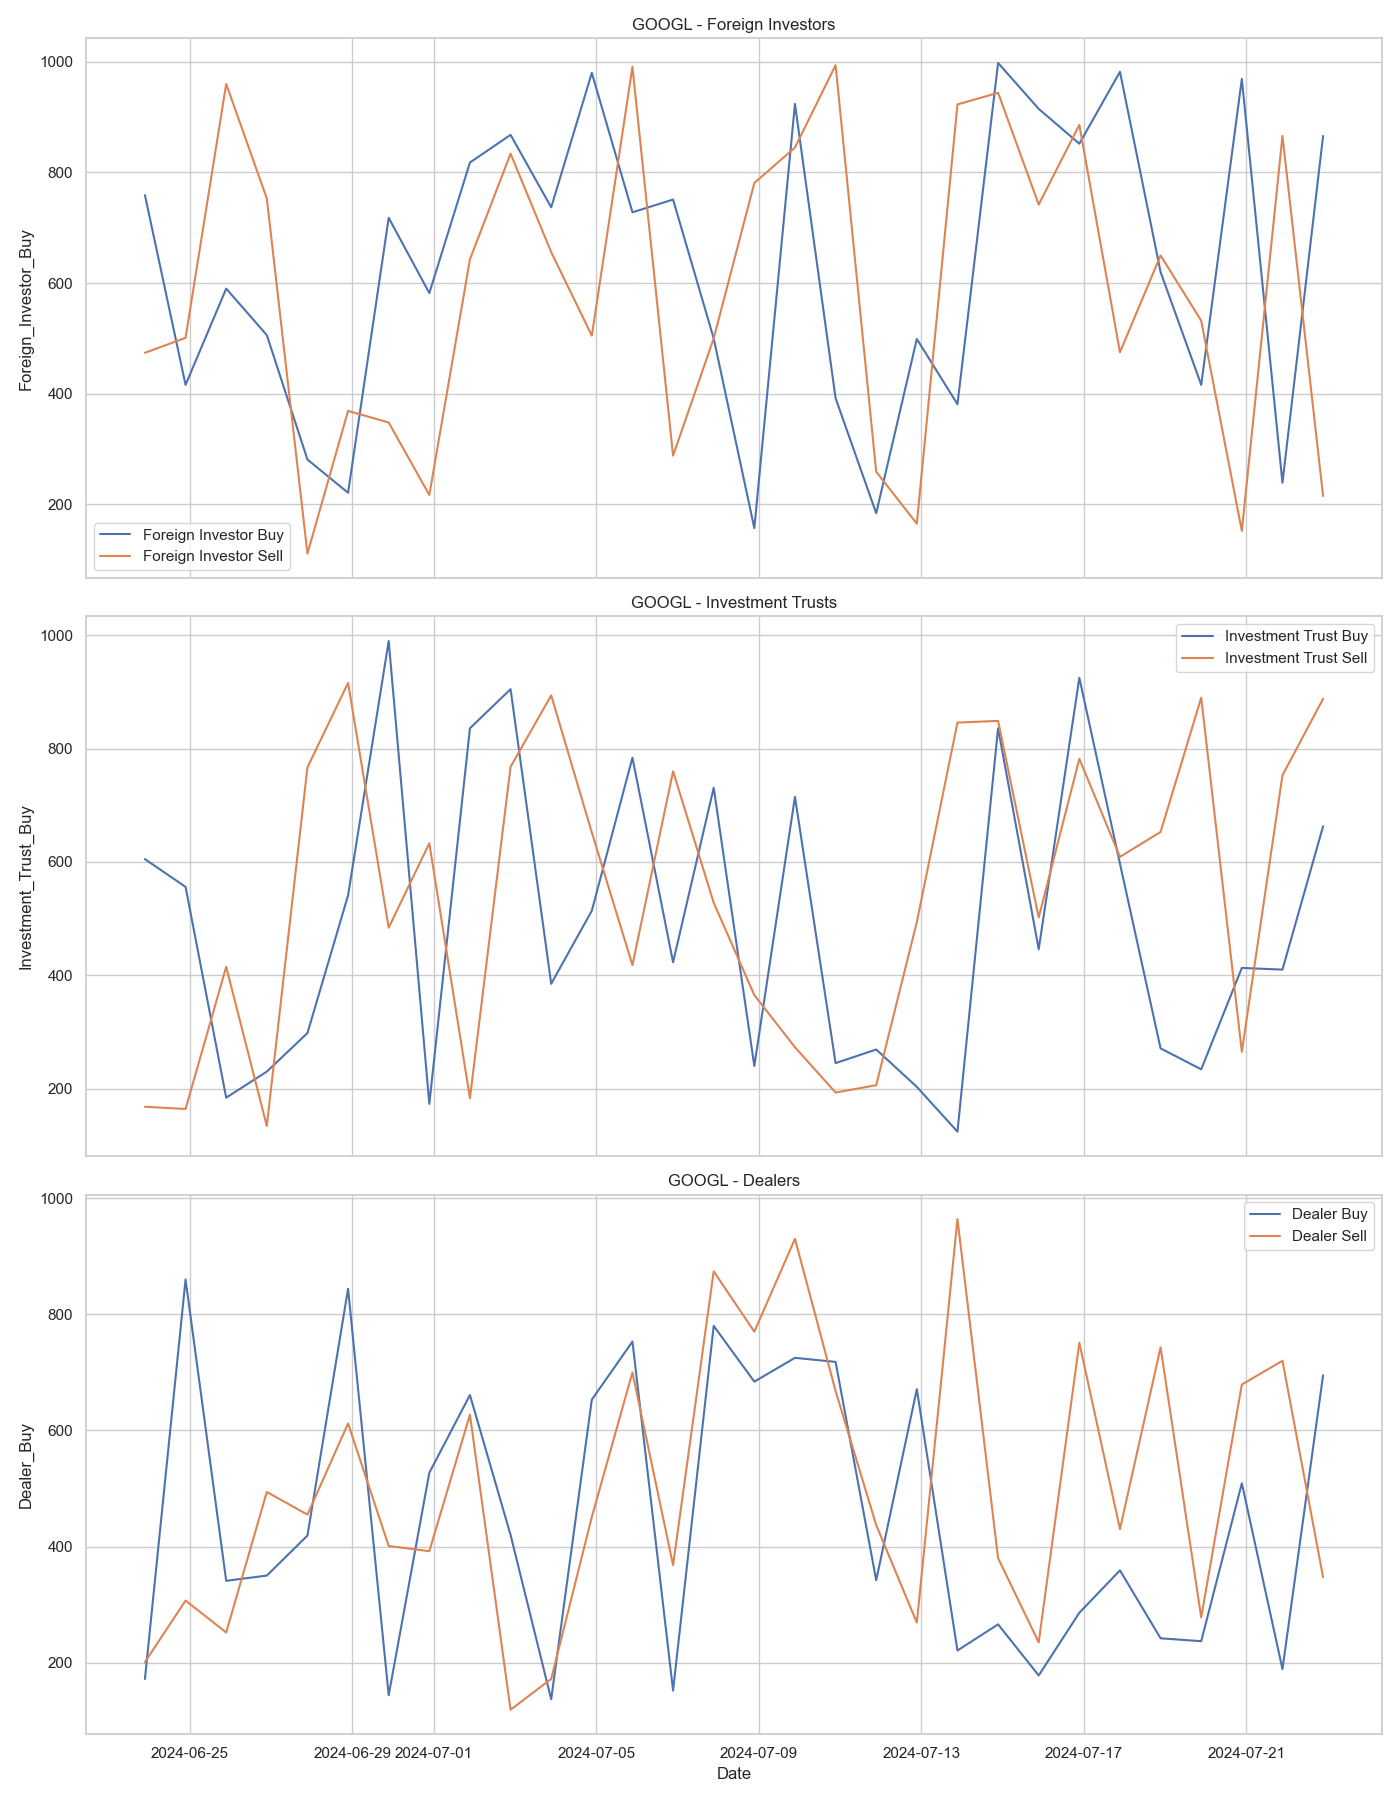 GOOGL - Foreign Investors
1000
800
600
400
200
Foreign_Investor_Buy
Foreign Investor Buy
Foreign Investor Sell
GOOGL - Investment Trusts
1000
800
600
400
200
Investment_Trust_Buy
Investment Trust Buy
Investment Trust Sell
GOOGL - Dealers
1000
800
600
400
200
Dealer_Buy
Dealer Buy
Dealer Sell
2024-06-25 2024-06-29 2024-07-01 2024-07-05 2024-07-09 2024-07-13 2024-07-17 2024-07-21
Date